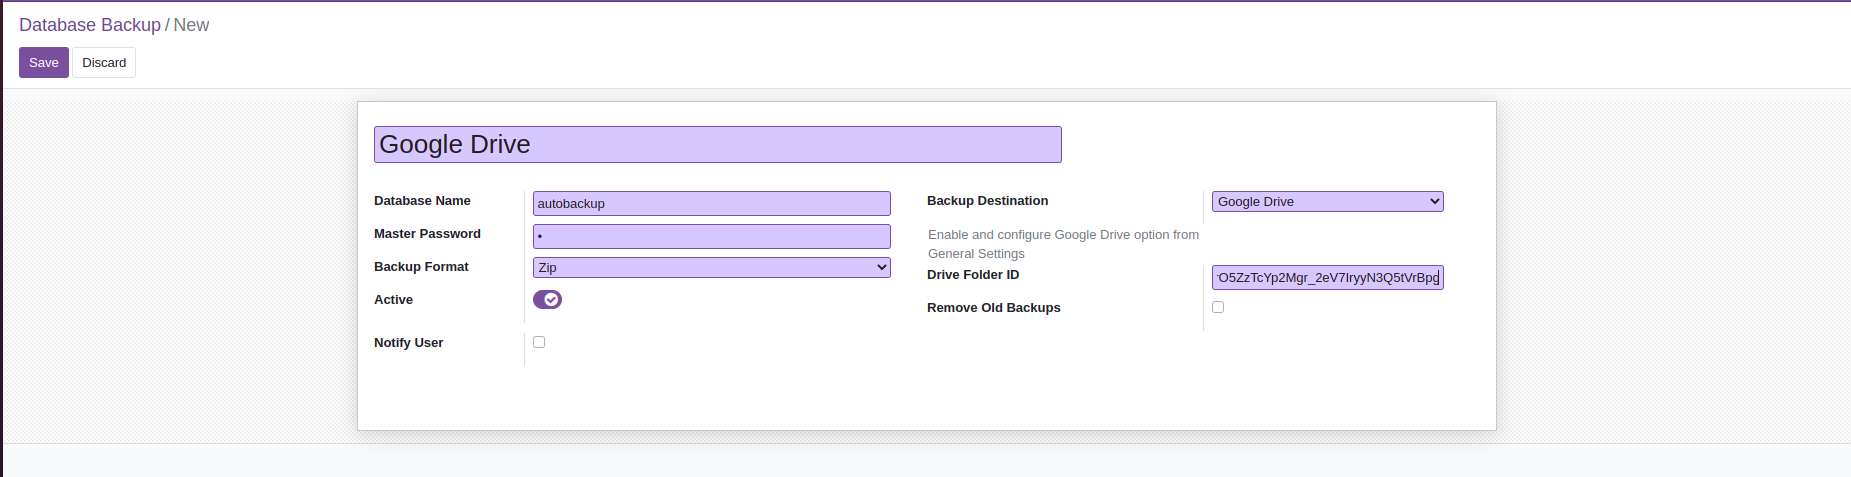 Database Backup / New
Save Discard
Google Drive
Database Name autobackup
Master Password •
Backup Format Zip
Active
Notify User
Backup Destination Google Drive
Enable and configure Google Drive option from
General Settings
Drive Folder ID O5ZzTcYp2Mgr_2eV7IryyN3Q5tVrBpg
Remove Old Backups